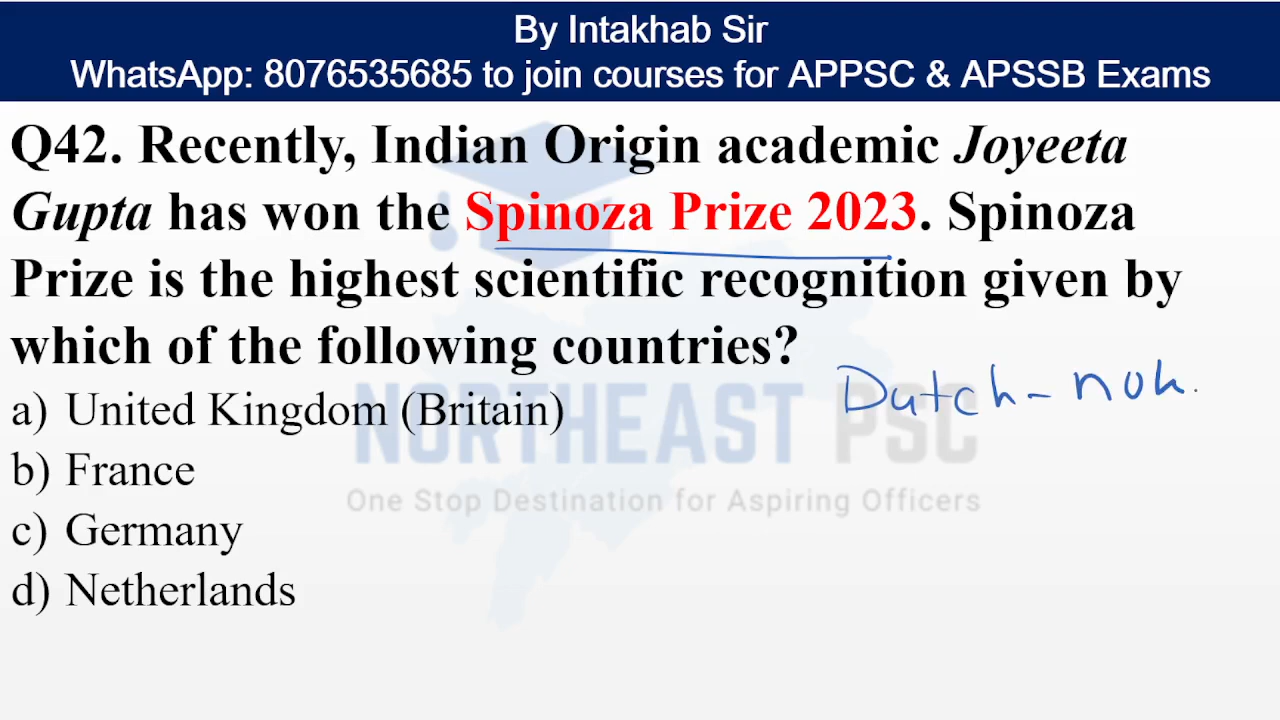 By Intakhab Sir
WhatsApp: 8076535685 to join courses for APPSC & APSSB Exams
Q42. Recently, Indian Origin academic Joyeeta
Gupta has won the Spinoza Prize 2023. Spinoza
Prize is the highest scientific recognition given by
which of the following countries?
Dutch -
a) United Kingdom (Britain)
b) France
c) Germany
d) Netherlands
NORTHEAST PSC
One Stop Destination for Aspiring Officers